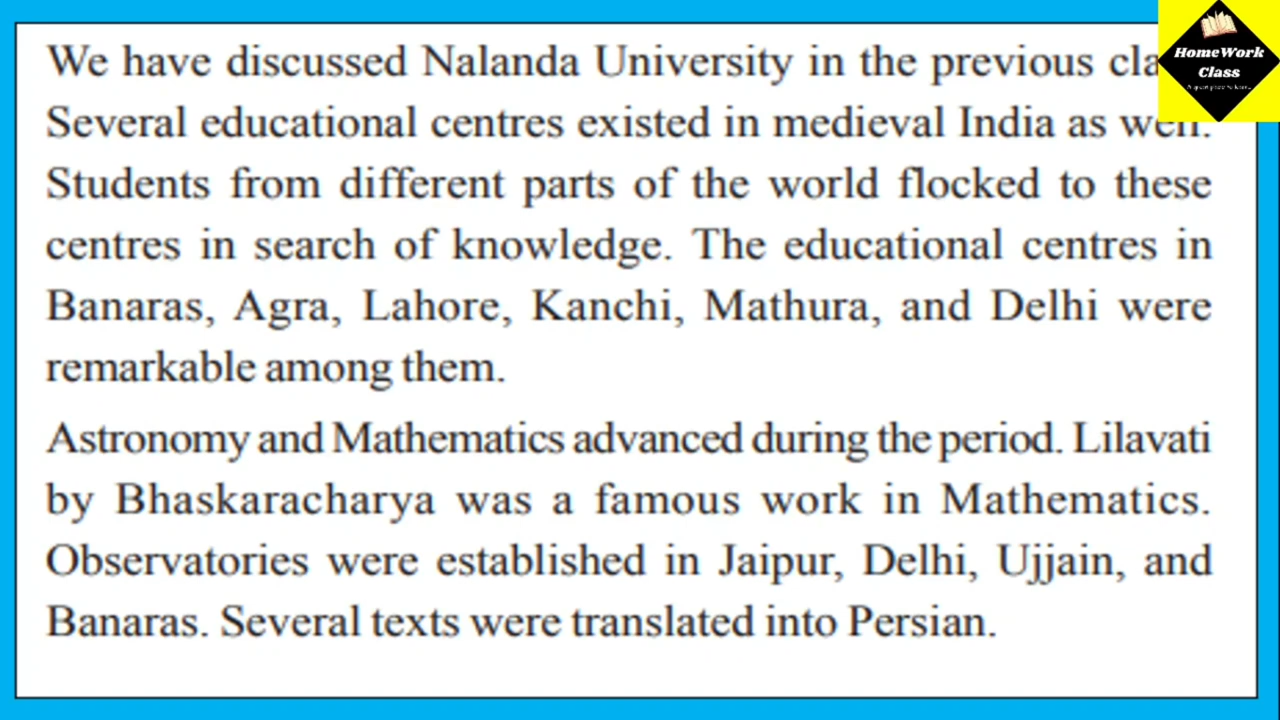 We have discussed Nalanda University in the previous
Several educational centres existed in medieval India as well.
Students from different parts of the world flocked to these
centres in search of knowledge. The educational centres in
Banaras, Agra, Lahore, Kanchi, Mathura, and Delhi were
remarkable among them.
Astronomy and Mathematics advanced during the period. Lilavati
by Bhaskaracharya was a famous work in Mathematics.
Observatories were established in Jaipur, Delhi, Ujjain, and
Banaras. Several texts were translated into Persian.
HomeWork
Class